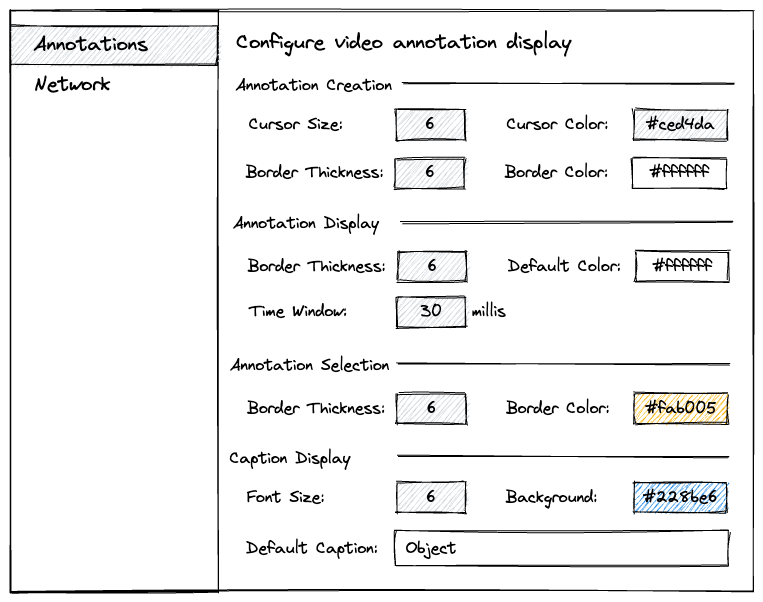 Annotations
Network
Configure video annotation display
Annotation Creation
Cursor Size: 6 Cursor Color: #ced4da
Border Thickness: 6 Border Color: #ffffff
Annotation Display
Border Thickness: 6 Default Color: #ffffff
Time Window: 30 millis
Annotation Selection
Border Thickness: 6 Border Color: #fab005
Caption Display
Font Size: 6 Background: #228be6
Default Caption: Object